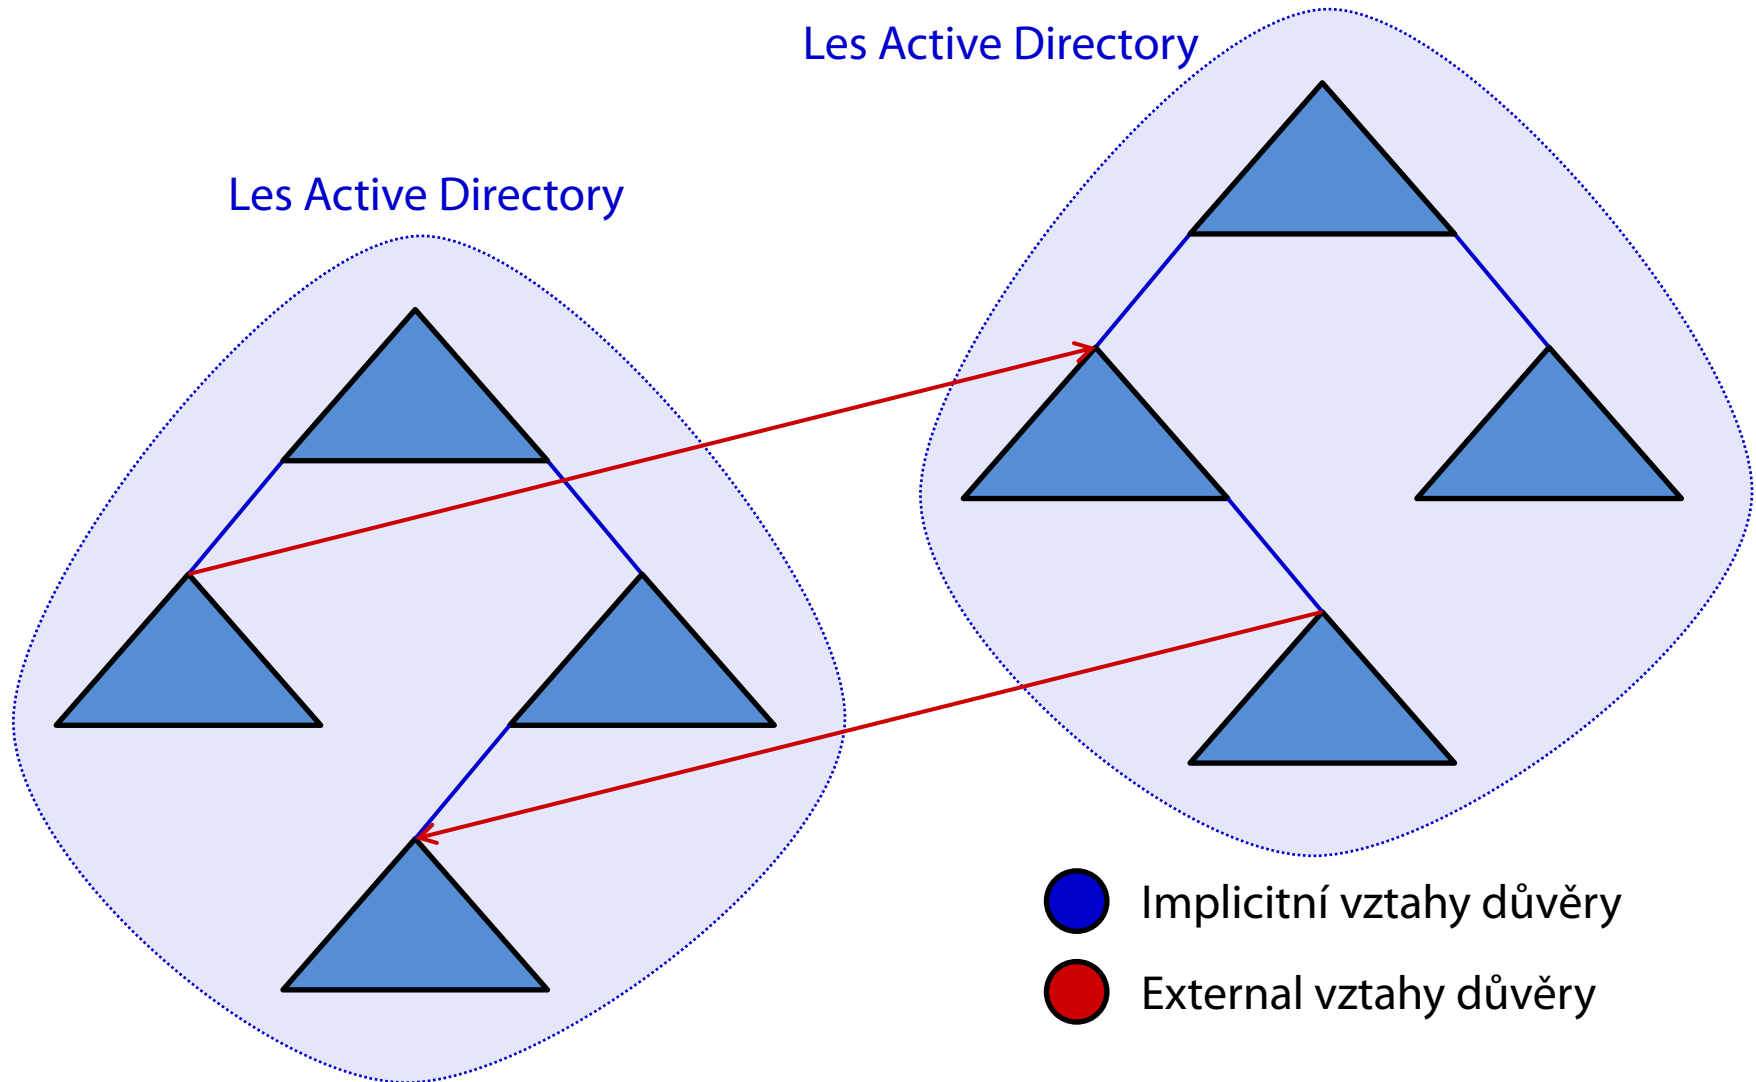 Les Active Directory
Les Active Directory
Implicitní vztahy důvěry
External vztahy důvěry